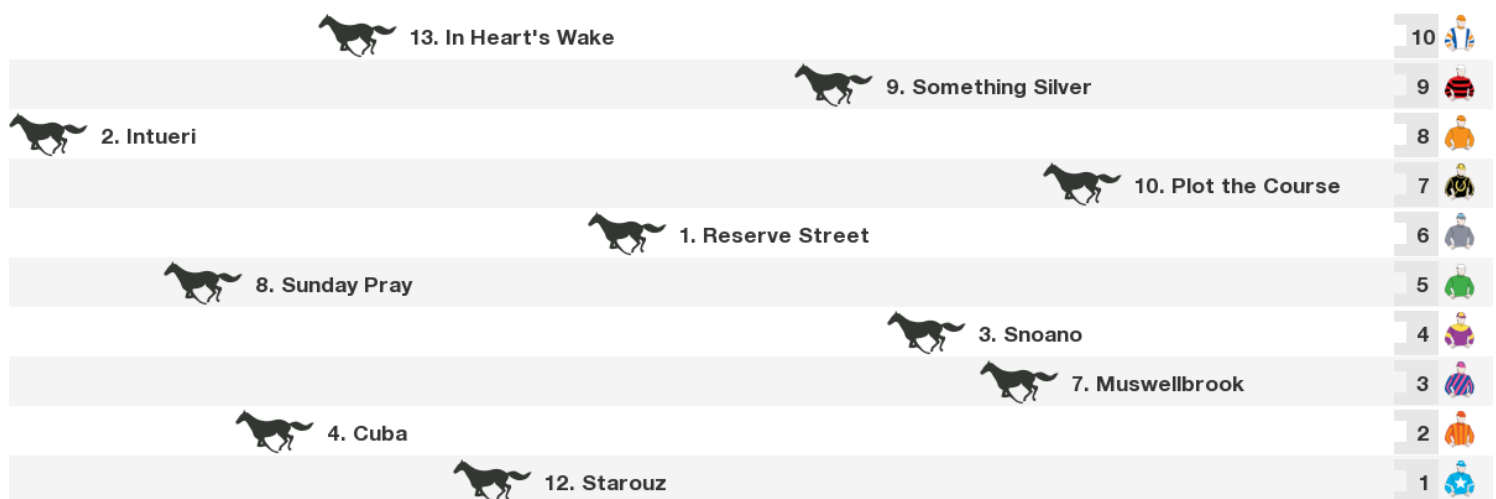 13. In Heart's Wake 10
9. Something Silver 9
2. Intueri 8
10. Plot the Course 7
1. Reserve Street 6
8. Sunday Pray 5
3. Snoano 4
7. Muswellbrook 3
4. Cuba 2
12. Starouz 1